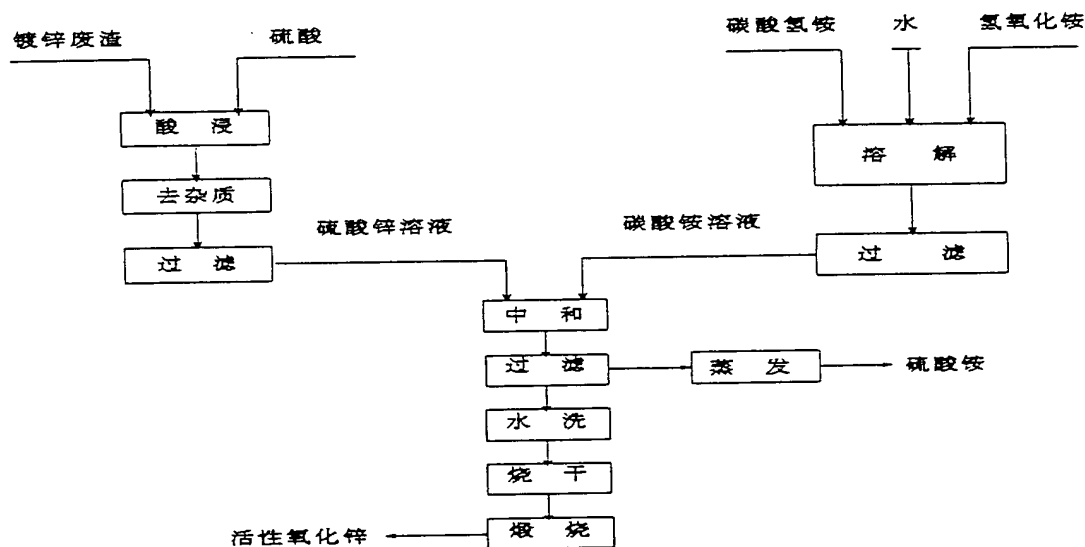 镀锌废渣 硫酸 碳酸氢铵 水 氢氧化铵
酸浸 溶解
去杂质
硫酸锌溶液 碳酸铵溶液
过滤 过滤
中和
过滤 蒸发 硫酸铵
水洗
烧干
活性氧化锌 煅烧